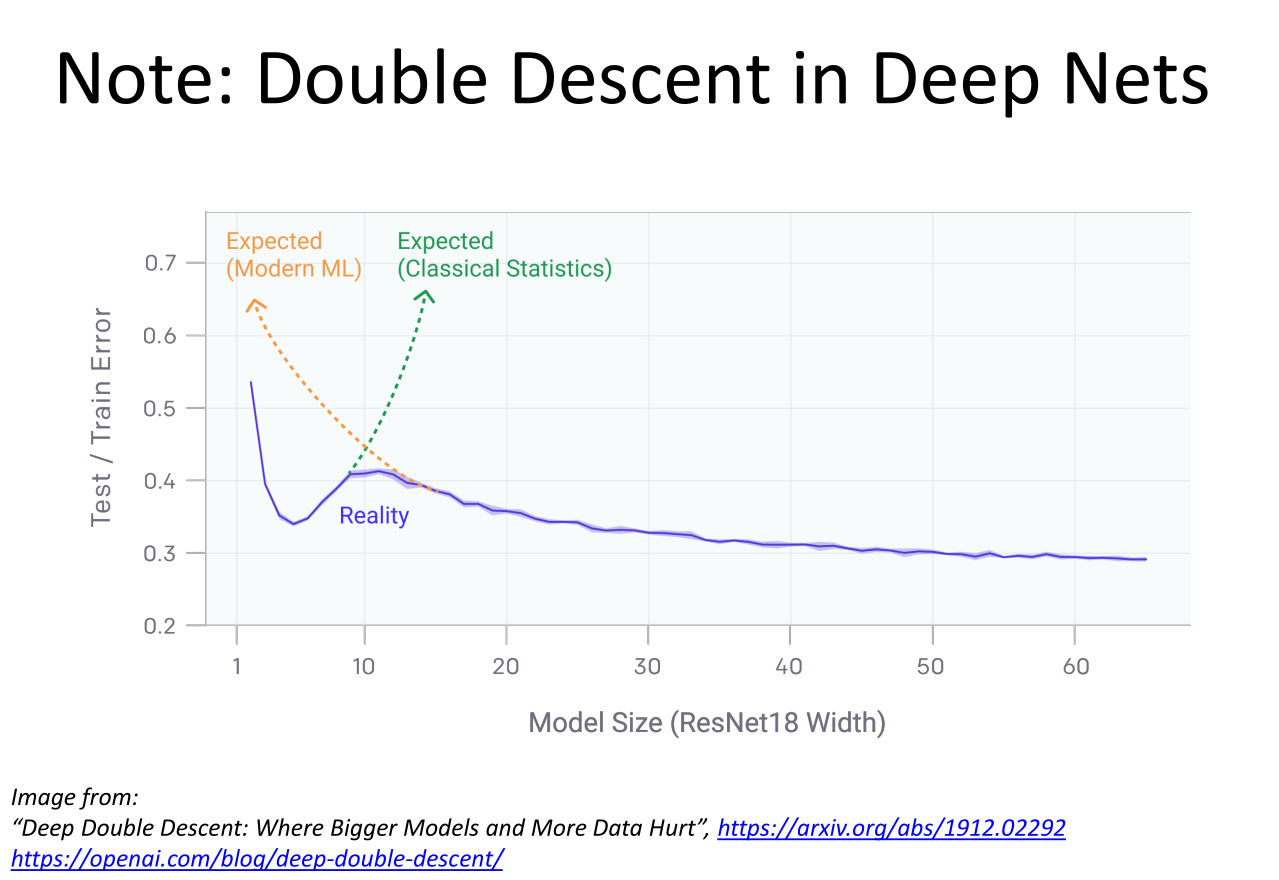 Note: Double Descent in Deep Nets
Expected
(Modern ML)
Expected
(Classical Statistics)
Reality
Test / Train Error
0.7
0.6
0.5
0.4
0.3
0.2
1
10
20
30
40
50
60
Model Size (ResNet18 Width)
Image from:
“Deep Double Descent: Where Bigger Models and More Data Hurt”, https://arxiv.org/abs/1912.02292
https://openai.com/blog/deep-double-descent/